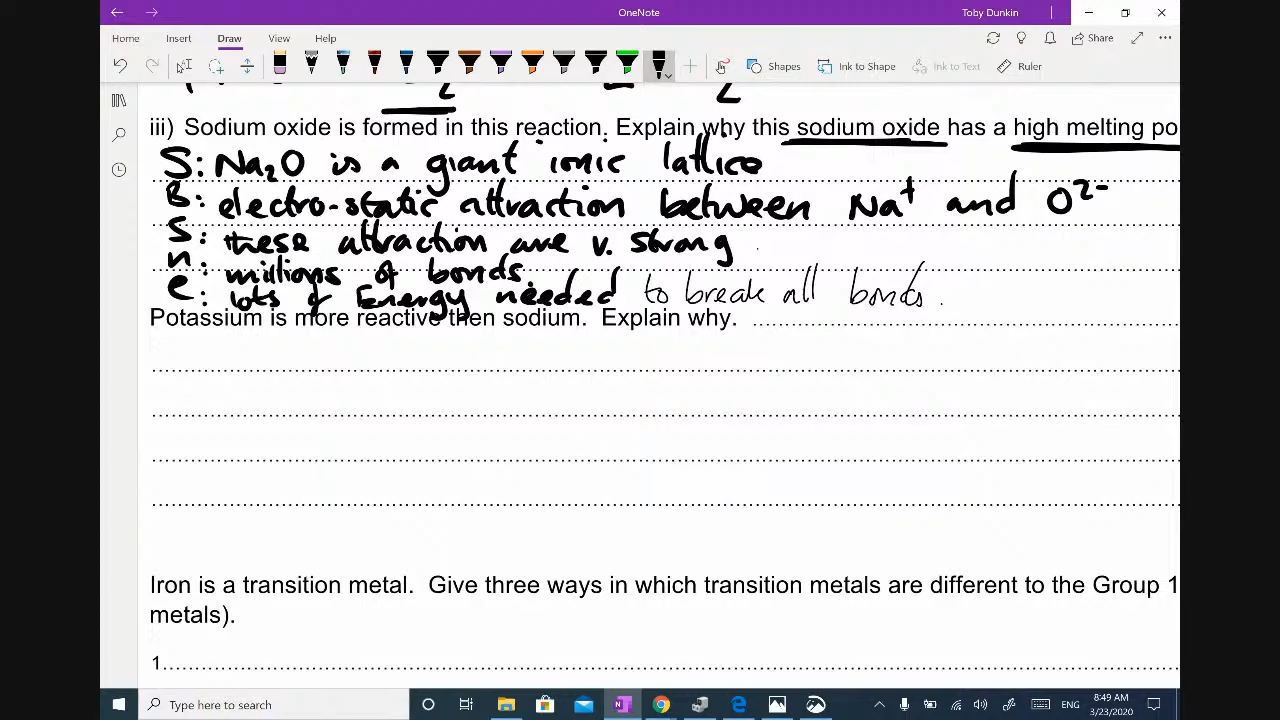 OneNote
Toby Dunkin
Home Insert Draw View Help
Share
Shapes Ink to Shape Ink to Text Ink to Math Ruler
iii) Sodium oxide is formed in this reaction. Explain why this sodium oxide has a high melting po
S: Na₂O is a giant ionic lattice
B: electro-static attraction between Na⁺ and O²⁻
S: these attraction are v. strong
n: millions of bonds.
e: lots of Energy needed to break all bonds.
Potassium is more reactive then sodium. Explain why.
Iron is a transition metal. Give three ways in which transition metals are different to the Group 1
metals).
1.
Type here to search
ENG
8:49 AM
3/23/2020